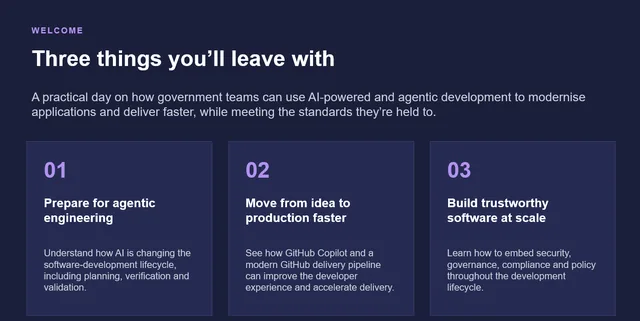 WELCOME
Three things you’ll leave with
A practical day on how government teams can use AI-powered and agentic development to modernise
applications and deliver faster, while meeting the standards they’re held to.
01
Prepare for agentic
engineering
Understand how AI is changing the
software-development lifecycle,
including planning, verification and
validation.
02
Move from idea to
production faster
See how GitHub Copilot and a
modern GitHub delivery pipeline
can improve the developer
experience and accelerate delivery.
03
Build trustworthy
software at scale
Learn how to embed security,
governance, compliance and policy
throughout the development
lifecycle.